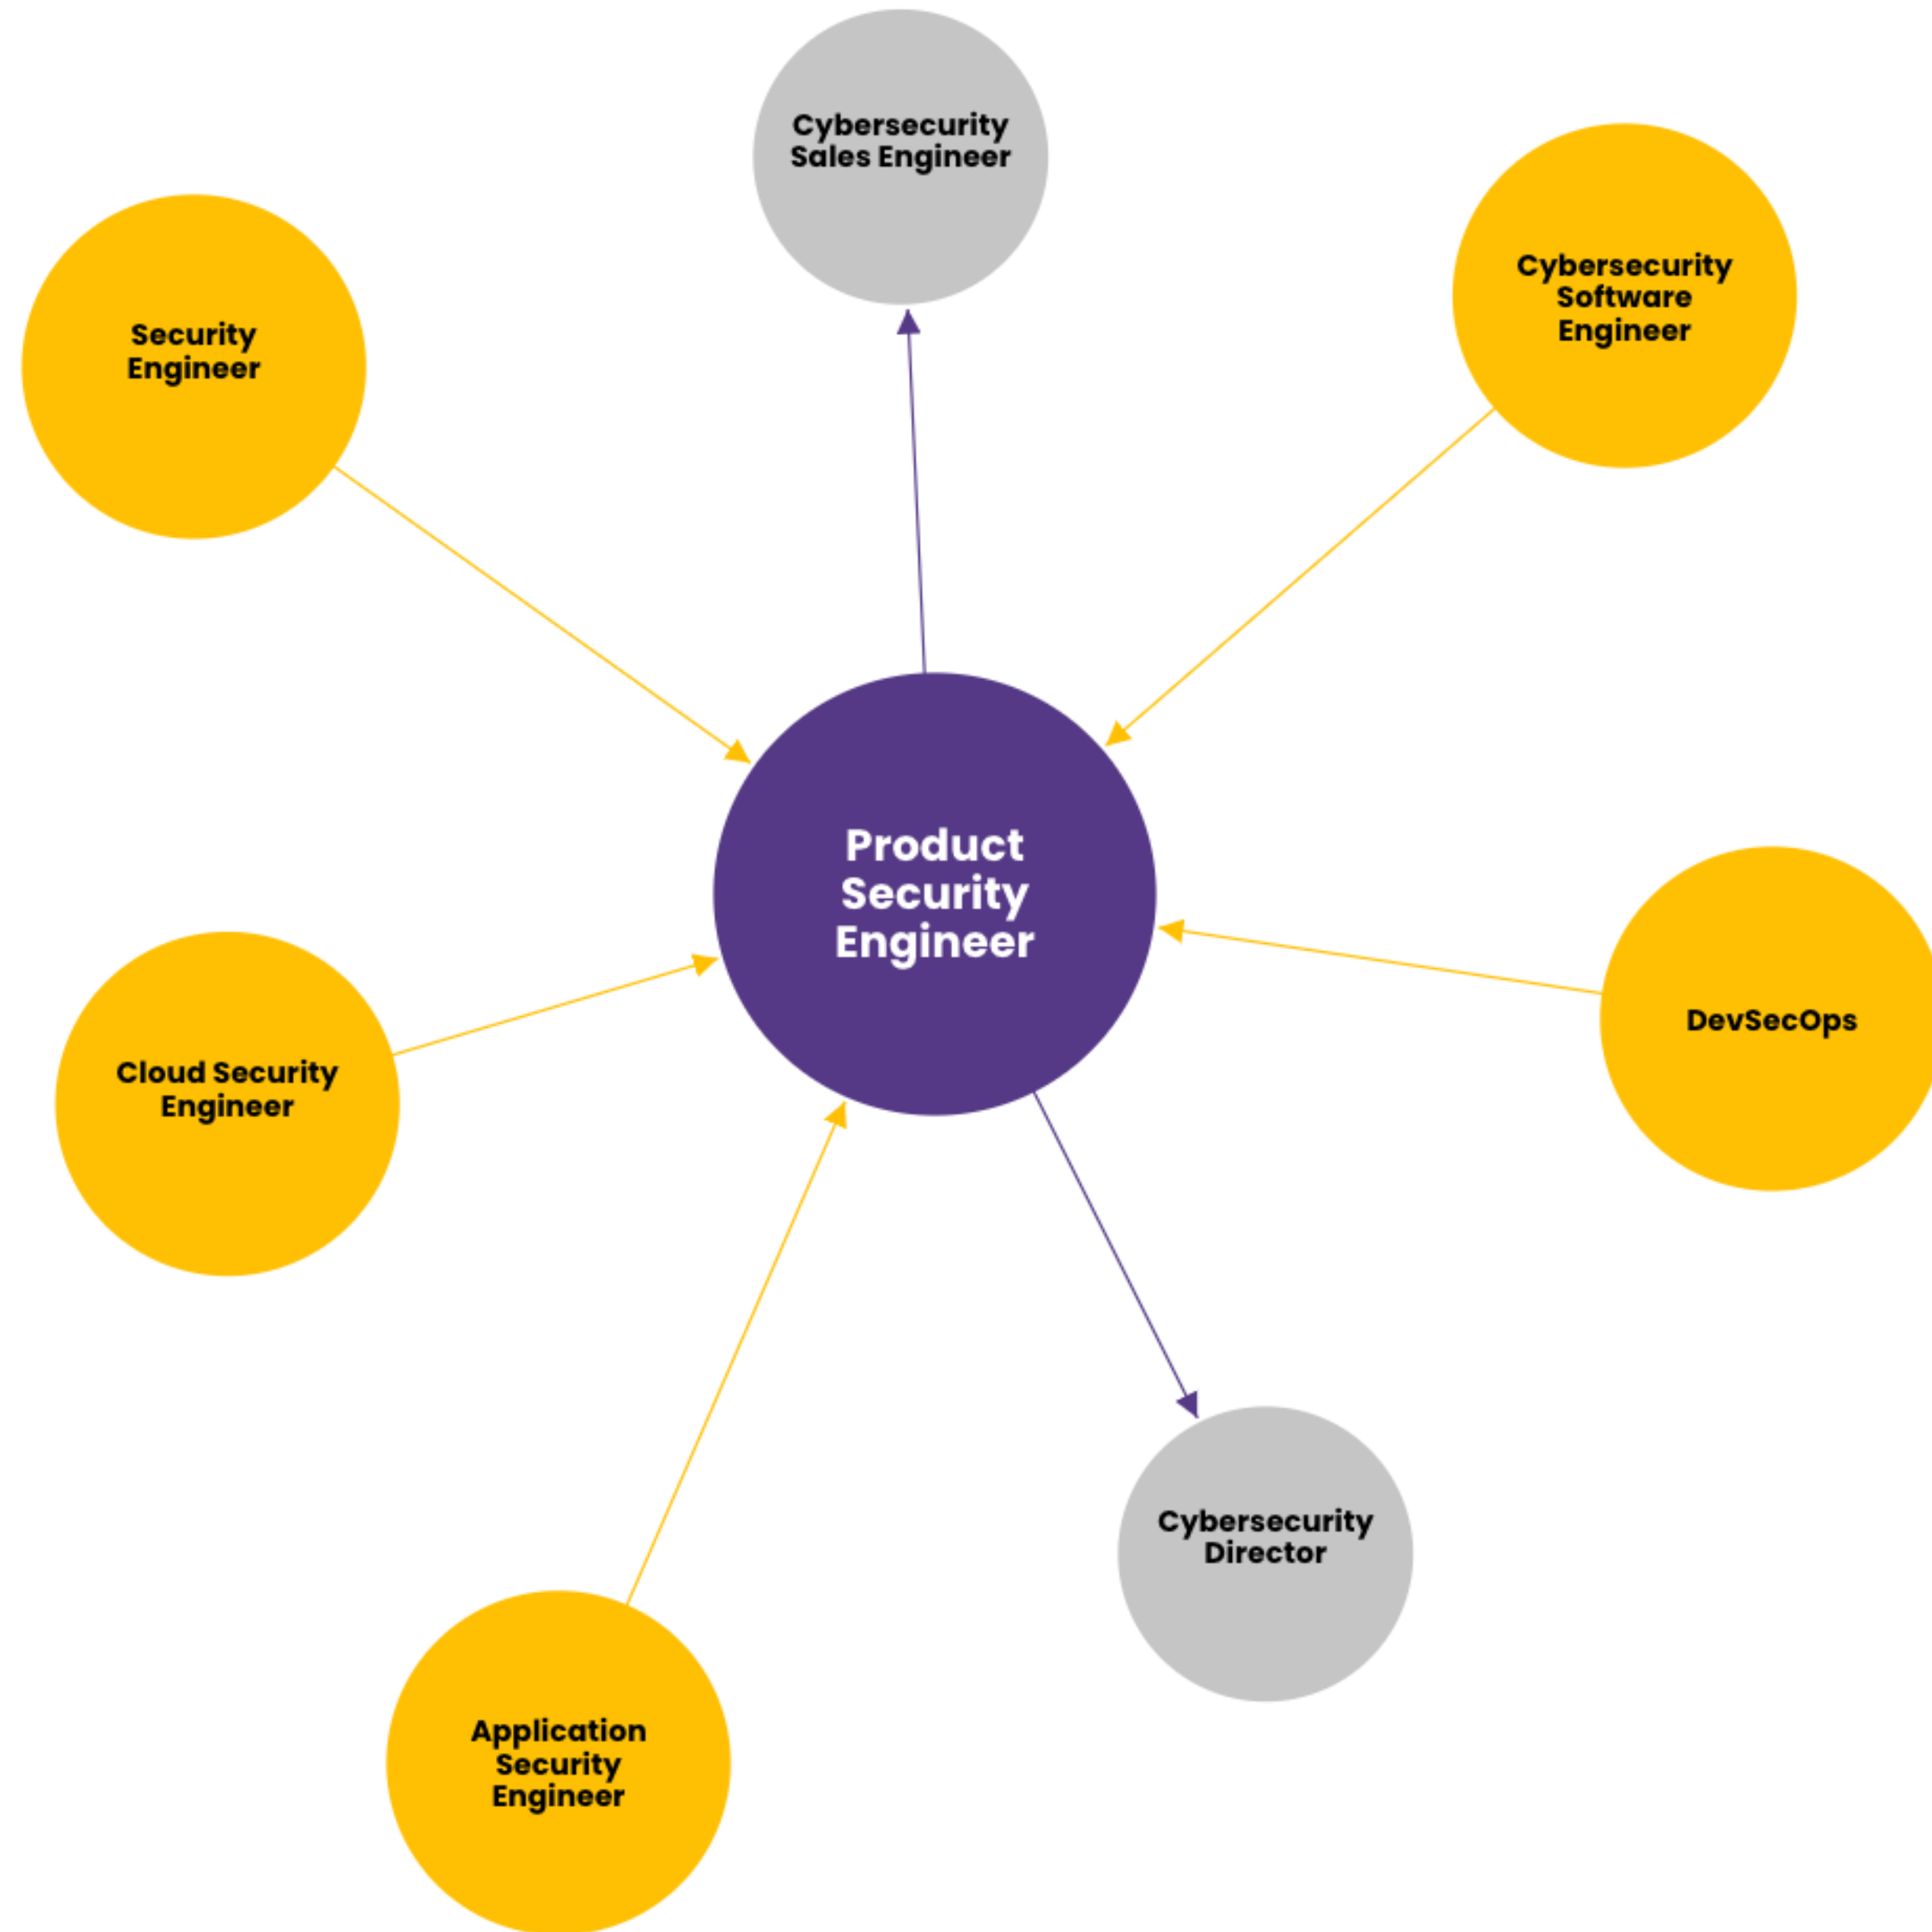 Cybersecurity
Sales Engineer
Cybersecurity
Software
Engineer
Security
Engineer
Product
Security
Engineer
DevSecOps
Cloud Security
Engineer
Cybersecurity
Director
Application
Security
Engineer